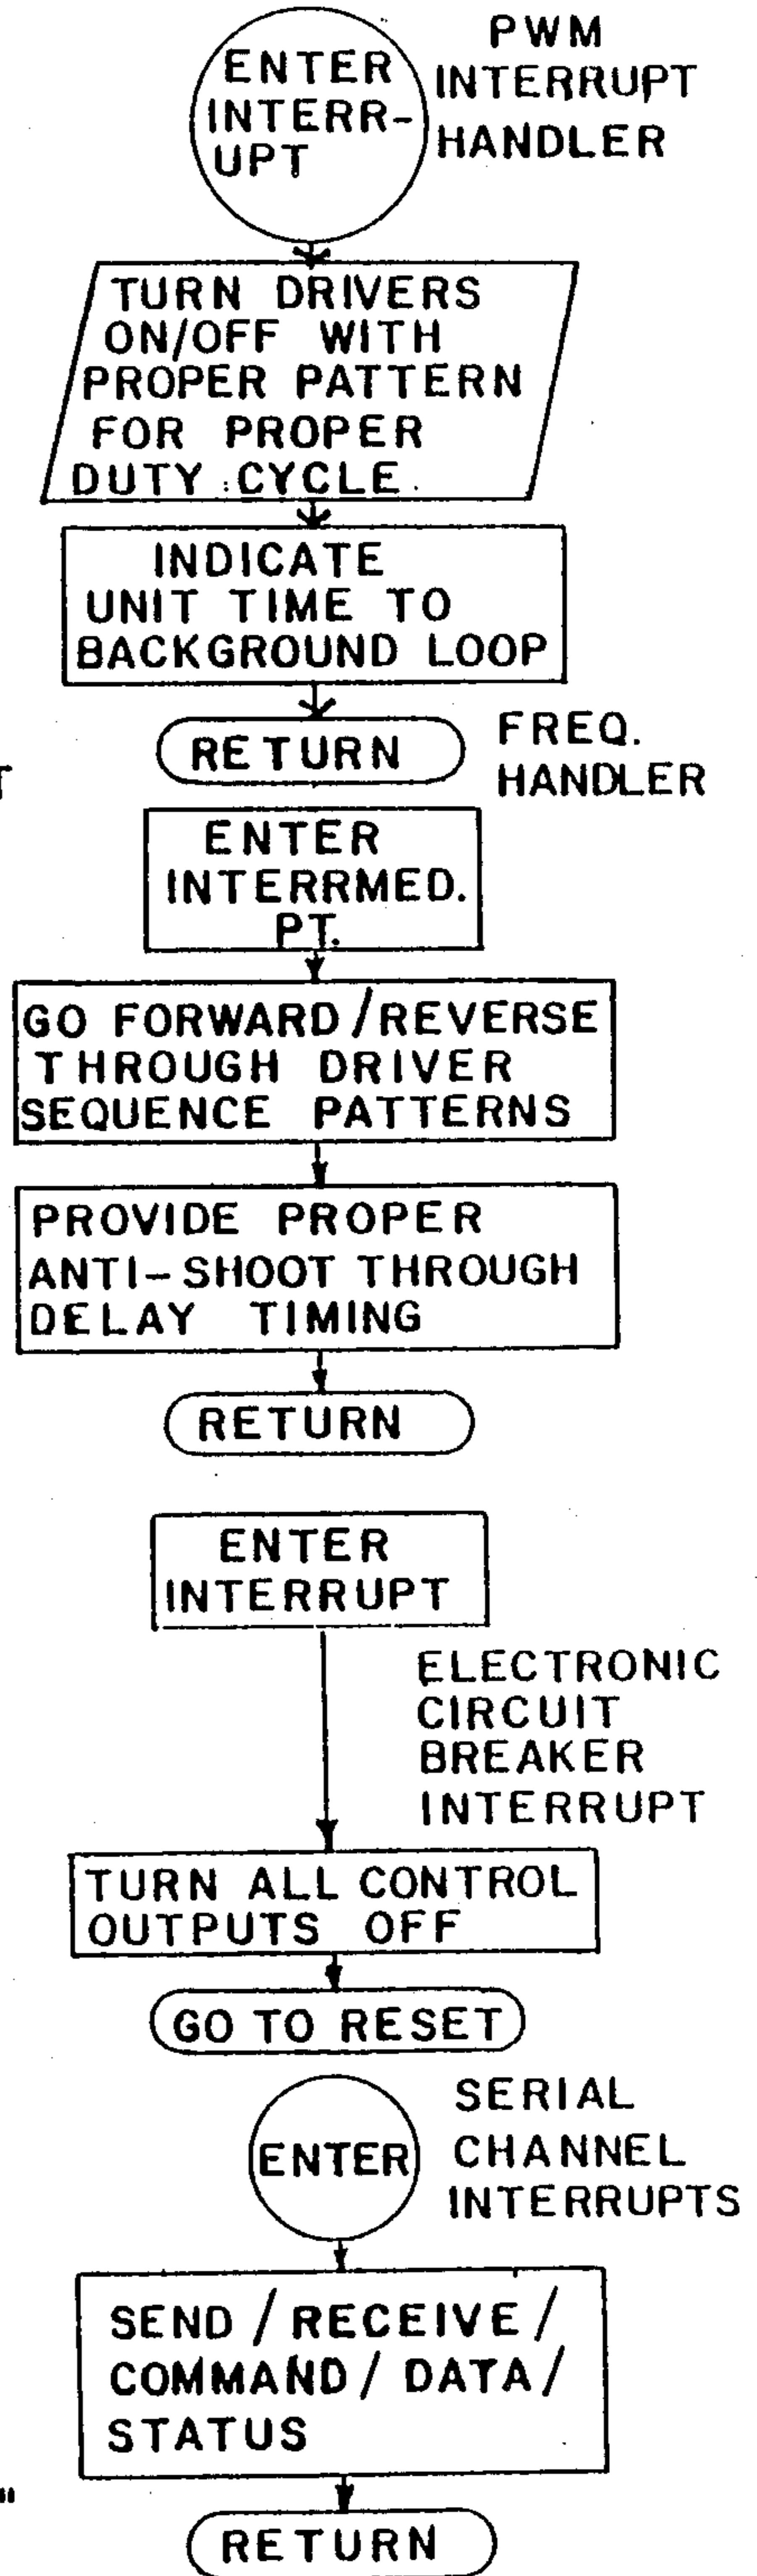 ENTER
INTERR-
UPT
PWM
INTERRUPT
HANDLER
TURN DRIVERS
ON/OFF WITH
PROPER PATTERN
FOR PROPER
DUTY CYCLE
INDICATE
UNIT TIME TO
BACKGROUND LOOP
RETURN
FREQ.
HANDLER
T
ENTER
INTERRMED.
PT.
GO FORWARD/REVERSE
THROUGH DRIVER
SEQUENCE PATTERNS
PROVIDE PROPER
ANTI-SHOOT THROUGH
DELAY TIMING
RETURN
ENTER
INTERRUPT
ELECTRONIC
CIRCUIT
BREAKER
INTERRUPT
TURN ALL CONTROL
OUTPUTS OFF
GO TO RESET
ENTER
SERIAL
CHANNEL
INTERRUPTS
SEND / RECEIVE /
COMMAND / DATA /
STATUS
"
RETURN